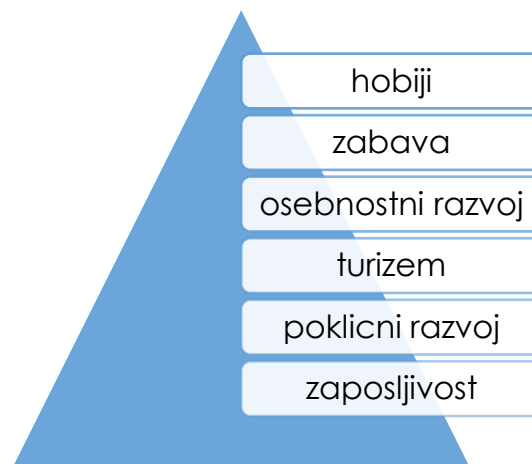 hobiji
zabava
osebnostni razvoj
turizem
poklicni razvoj
zaposljivost